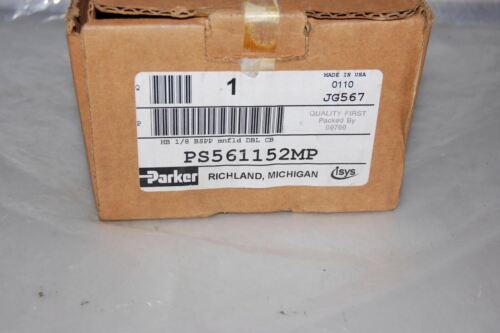 Q
1
MADE IN USA
0110
JG567
QUALITY FIRST
Packed By
09780
P
HB 1/8 BSPP mnfld DBL CB
PS561152MP
Parker
RICHLAND, MICHIGAN
isys